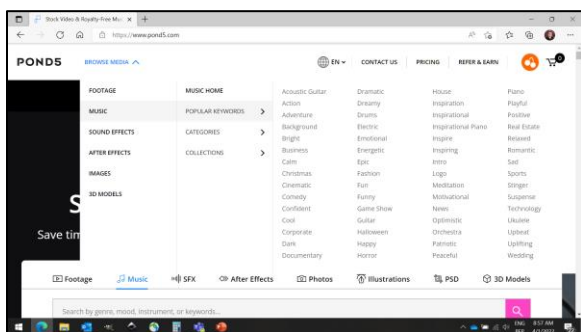 Stock Video & Royalty-Free Mu
https://www.pond5.com
POND5
BROWSE MEDIA
EN
CONTACT US
PRICING
REFER & EARN
0
FOOTAGE
MUSIC
SOUND EFFECTS
AFTER EFFECTS
IMAGES
3D MODELS
MUSIC HOME
POPULAR KEYWORDS
CATEGORIES
COLLECTIONS
Acoustic Guitar
Action
Adventure
Background
Bright
Business
Calm
Christmas
Cinematic
Comedy
Confident
Cool
Corporate
Dark
Documentary
Dramatic
Dreamy
Drums
Electric
Emotional
Energetic
Epic
Fashion
Fun
Funny
Game Show
Guitar
Halloween
Happy
Horror
House
Inspiration
Inspirational
Inspirational Piano
Inspire
Inspiring
Intro
Logo
Meditation
Motivational
News
Optimistic
Orchestra
Patriotic
Peaceful
Piano
Playful
Positive
Real Estate
Relaxed
Romantic
Sad
Sports
Stinger
Suspense
Technology
Ukulele
Upbeat
Uplifting
Wedding
S
Save tim
Footage
Music
SFX
After Effects
Photos
Illustrations
PSD
3D Models
Search by genre, mood, instrument, or keywords...
ENG
8:57 AM